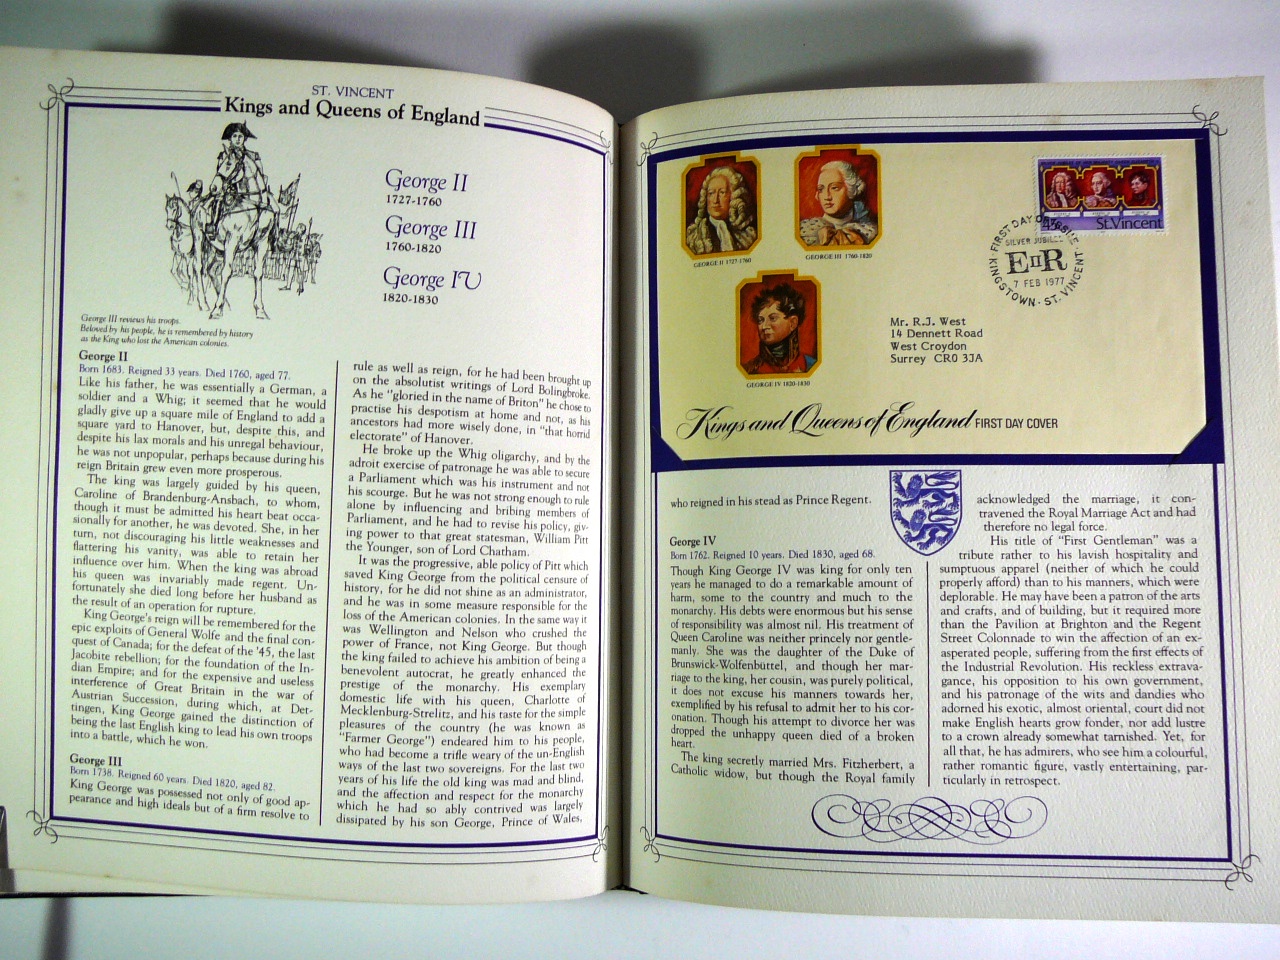 ST. VINCENT
Kings and Queens of England
George II
1727-1760
George III
1760-1820
George IV
1820-1830
George III reviews his troops.
Beloved by his people, he is remembered by history
as the King who lost the American colonies.
George II
Born 1683. Reigned 33 years. Died 1760, aged 77.
Like his father, he was essentially a German, a
soldier and a Whig; it seemed that he would
gladly give up a square mile of England to add a
square yard to Hanover, but, despite this, and
despite his lax morals and his unregal behaviour,
he was not unpopular, perhaps because during his
reign Britain grew even more prosperous.
The king was largely guided by his queen,
Caroline of Brandenburg-Ansbach, to whom,
though it must be admitted his heart beat occa-
sionally for another, he was devoted. She, in her
turn, not discouraging his little weaknesses and
flattering his vanity, was able to retain her
influence over him. When the king was abroad
his queen was invariably made regent. Un-
fortunately she died long before her husband as
the result of an operation for rupture.
King George's reign will be remembered for the
epic exploits of General Wolfe and the final con-
quest of Canada; for the defeat of the '45, the last
Jacobite rebellion; for the foundation of the In-
dian Empire; and for the expensive and useless
interference of Great Britain in the war of
Austrian Succession, during which, at Det-
tingen, King George gained the distinction of
being the last English king to lead his own troops
into a battle, which he won.
George III
Born 1738. Reigned 60 years. Died 1820, aged 82.
King George was possessed not only of good ap-
pearance and high ideals but of a firm resolve to
rule as well as reign, for he had been brought up
on the absolutist writings of Lord Bolingbroke.
As he "gloried in the name of Briton" he chose to
practise his despotism at home and not, as his
ancestors had more wisely done, in "that horrid
electorate" of Hanover.
He broke up the Whig oligarchy, and by the
adroit exercise of patronage he was able to secure
a Parliament which was his instrument and not
his scourge. But he was not strong enough to rule
alone by influencing and bribing members of
Parliament, and he had to revise his policy, giv-
ing power to that great statesman, William Pitt
the Younger, son of Lord Chatham.
It was the progressive, able policy of Pitt which
saved King George from the political censure of
history, for he did not shine as an administrator,
and he was in some measure responsible for the
loss of the American colonies. In the same way it
was Wellington and Nelson who crushed the
power of France, not King George. But though
the king failed to achieve his ambition of being a
benevolent autocrat, he greatly enhanced the
prestige of the monarchy. His exemplary
domestic life with his queen, Charlotte of
Mecklenburg-Strelitz, and his taste for the simple
pleasures of the country (he was known as
"Farmer George") endeared him to his people,
who had become a trifle weary of the un-English
ways of the last two sovereigns. For the last two
years of his life the old king was mad and blind,
and the affection and respect for the monarchy
which he had so ably contrived was largely
dissipated by his son George, Prince of Wales,
GEORGE II 1727-1760
GEORGE III 1760-1820
GEORGE IV 1820-1830
St.Vincent
FIRST DAY OF ISSUE
SILVER JUBILEE
EIIR
7 FEB 1977
KINGSTOWN · ST. VINCENT
Mr. R.J. West
14 Dennett Road
West Croydon
Surrey CR0 3JA
Kings and Queens of England FIRST DAY COVER
who reigned in his stead as Prince Regent.
George IV
Born 1762. Reigned 10 years. Died 1830, aged 68.
Though King George IV was king for only ten
years he managed to do a remarkable amount of
harm, some to the country and much to the
monarchy. His debts were enormous but his sense
of responsibility was almost nil. His treatment of
Queen Caroline was neither princely nor gentle-
manly. She was the daughter of the Duke of
Brunswick-Wolfenbüttel, and though her mar-
riage to the king, her cousin, was purely political,
it does not excuse his manners towards her,
exemplified by his refusal to admit her to his cor-
onation. Though his attempt to divorce her was
dropped the unhappy queen died of a broken
heart.
The king secretly married Mrs. Fitzherbert, a
Catholic widow, but though the Royal family
acknowledged the marriage, it con-
travened the Royal Marriage Act and had
therefore no legal force.
His title of "First Gentleman" was a
tribute rather to his lavish hospitality and
sumptuous apparel (neither of which he could
properly afford) than to his manners, which were
deplorable. He may have been a patron of the arts
and crafts, and of building, but it required more
than the Pavilion at Brighton and the Regent
Street Colonnade to win the affection of an ex-
asperated people, suffering from the first effects of
the Industrial Revolution. His reckless extrava-
gance, his opposition to his own government,
and his patronage of the wits and dandies who
adorned his exotic, almost oriental, court did not
make English hearts grow fonder, nor add lustre
to a crown already somewhat tarnished. Yet, for
all that, he has admirers, who see him a colourful,
rather romantic figure, vastly entertaining, par-
ticularly in retrospect.